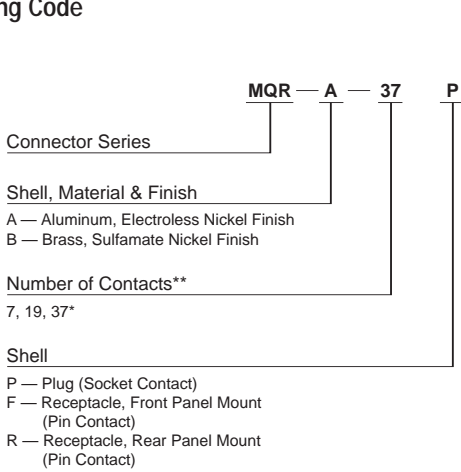 ng Code
MQR — A — 37 P
Connector Series
Shell, Material & Finish
A — Aluminum, Electroless Nickel Finish
B — Brass, Sulfamate Nickel Finish
Number of Contacts**
7, 19, 37*
Shell
P — Plug (Socket Contact)
F — Receptacle, Front Panel Mount
(Pin Contact)
R — Receptacle, Rear Panel Mount
(Pin Contact)